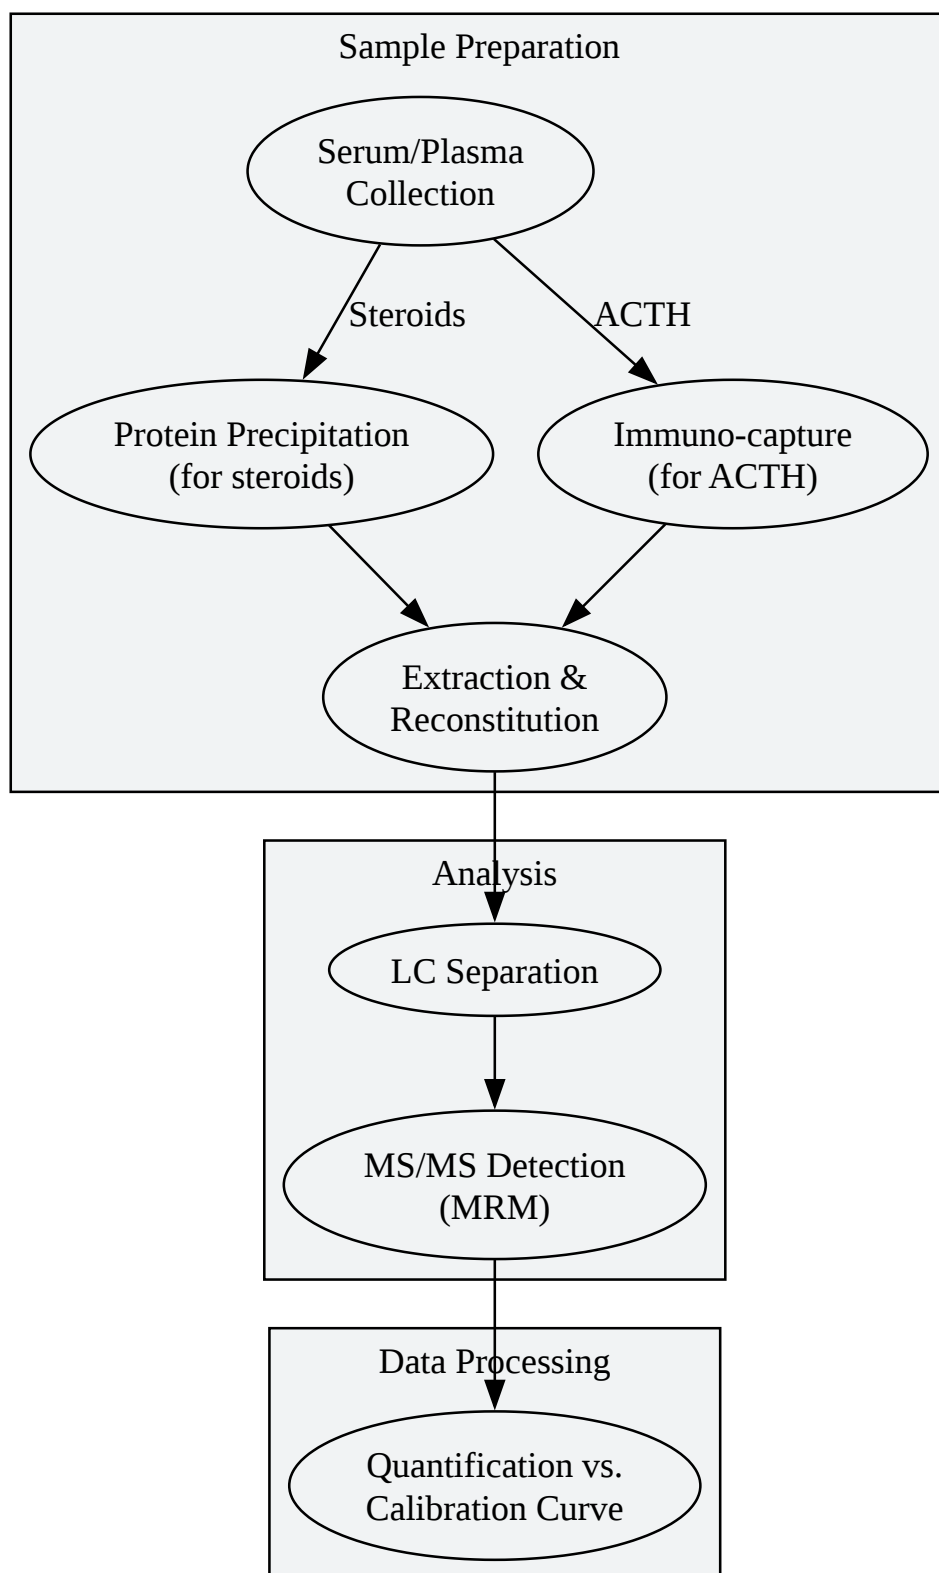 Sample Preparation
Serum/Plasma
Collection
Steroids
ACTH
Protein Precipitation
(for steroids)
Immuno-capture
(for ACTH)
Extraction &
Reconstitution
Analysis
LC Separation
MS/MS Detection
(MRM)
Data Processing
Quantification vs.
Calibration Curve